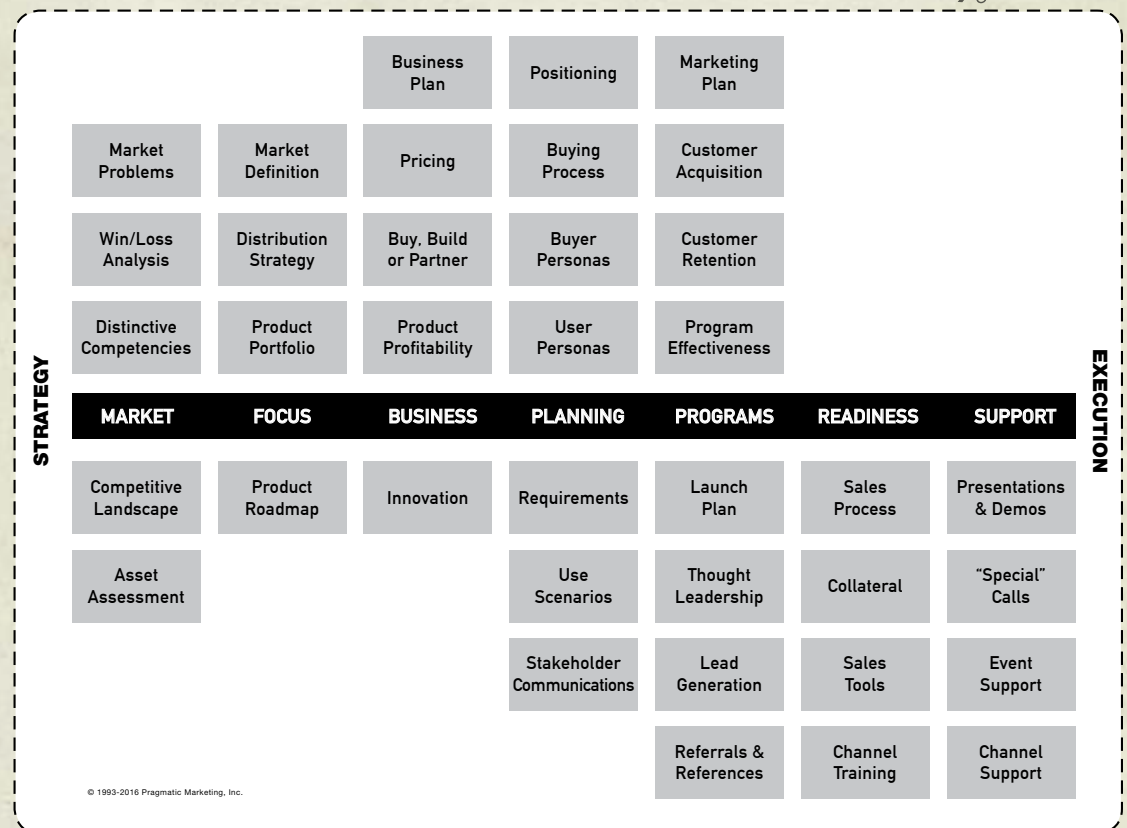 Business
Plan
Positioning
Marketing
Plan
Market
Problems
Market
Definition
Pricing
Buying
Process
Customer
Acquisition
Win/Loss
Analysis
Distribution
Strategy
Buy, Build
or Partner
Buyer
Personas
Customer
Retention
Distinctive
Competencies
Product
Portfolio
Product
Profitability
User
Personas
Program
Effectiveness
STRATEGY
MARKET
FOCUS
BUSINESS
PLANNING
PROGRAMS
READINESS
SUPPORT
EXECUTION
Competitive
Landscape
Product
Roadmap
Innovation
Requirements
Launch
Plan
Sales
Process
Presentations
& Demos
Asset
Assessment
Use
Scenarios
Thought
Leadership
Collateral
“Special”
Calls
Stakeholder
Communications
Lead
Generation
Sales
Tools
Event
Support
Referrals &
References
Channel
Training
Channel
Support
© 1993-2016 Pragmatic Marketing, Inc.